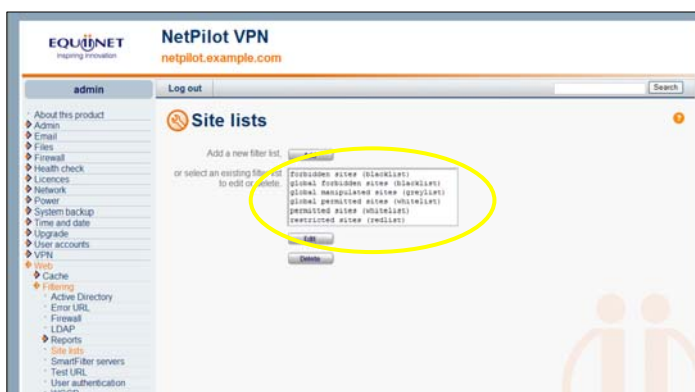 EQUIINET
Inspiring innovation
NetPilot VPN
netpilot.example.com
admin
Log out
Search
About this product
Admin
Email
Files
Firewall
Health check
Licences
Network
Power
System backup
Time and date
Upgrade
User accounts
VPN
Web
Cache
Filtering
Active Directory
Error URL
Firewall
LDAP
Reports
Site lists
SmartFilter servers
Test URL
User authentication
Site lists
?
Add a new filter list,
or select an existing filter list
to edit or delete.
forbidden sites (blacklist)
global forbidden sites (blacklist)
global manipulated sites (greylist)
global permitted sites (whitelist)
permitted sites (whitelist)
restricted sites (redlist)
Edit
Delete